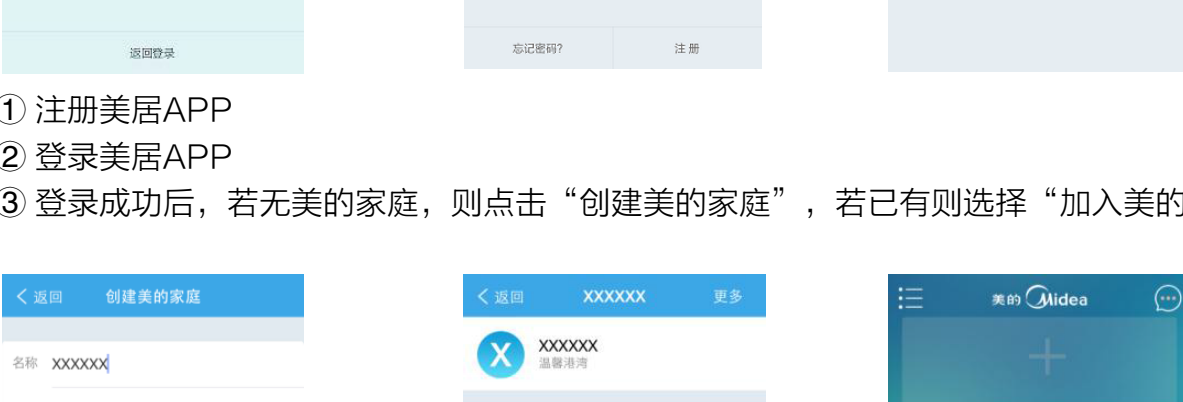 返回登录
忘记密码?
注 册
① 注册美居APP
② 登录美居APP
③ 登录成功后，若无美的家庭，则点击“创建美的家庭”，若已有则选择“加入美的
返回 创建美的家庭
名称 XXXXXX
返回 XXXXXX 更多
X XXXXXX
温馨港湾
美的 Midea